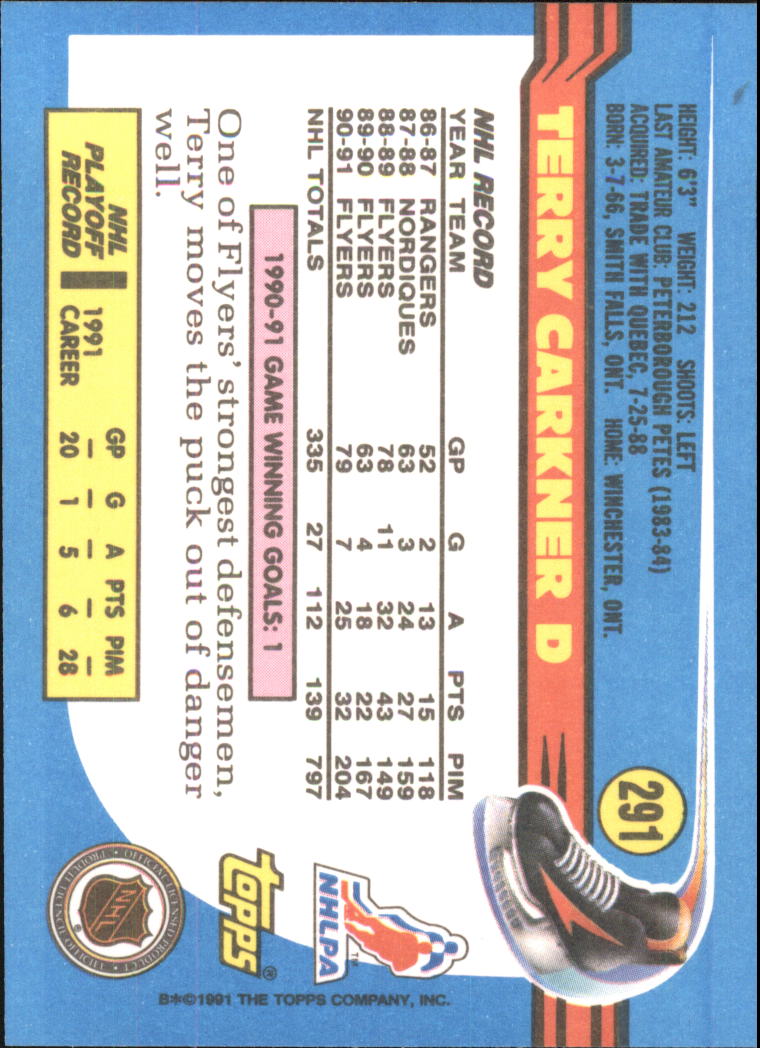 291
HEIGHT: 6'3" WEIGHT: 212 SHOOTS: LEFT
LAST AMATEUR CLUB: PETERBOROUGH PETES (1983-84)
ACQUIRED: TRADE WITH QUEBEC, 7-25-88
BORN: 3-7-66, SMITH FALLS, ONT. HOME: WINCHESTER, ONT.
TERRY CARKNER D
NHL RECORD
YEAR TEAM GP G A PTS PIM
86-87 RANGERS 52 2 13 15 118
87-88 NORDIQUES 63 3 24 27 159
88-89 FLYERS 78 11 32 43 149
89-90 FLYERS 63 4 18 22 167
90-91 FLYERS 79 7 25 32 204
NHL TOTALS 335 27 112 139 797
1990-91 GAME WINNING GOALS: 1
One of Flyers' strongest defensemen,
Terry moves the puck out of danger
well.
NHL PLAYOFF RECORD
GP G A PTS PIM
1991 — — — — —
CAREER 20 1 5 6 28
NHLPA TM
TOPPS ®
NHL ®
OFFICIAL LICENSED PRODUCT •
B*©1991 THE TOPPS COMPANY, INC.